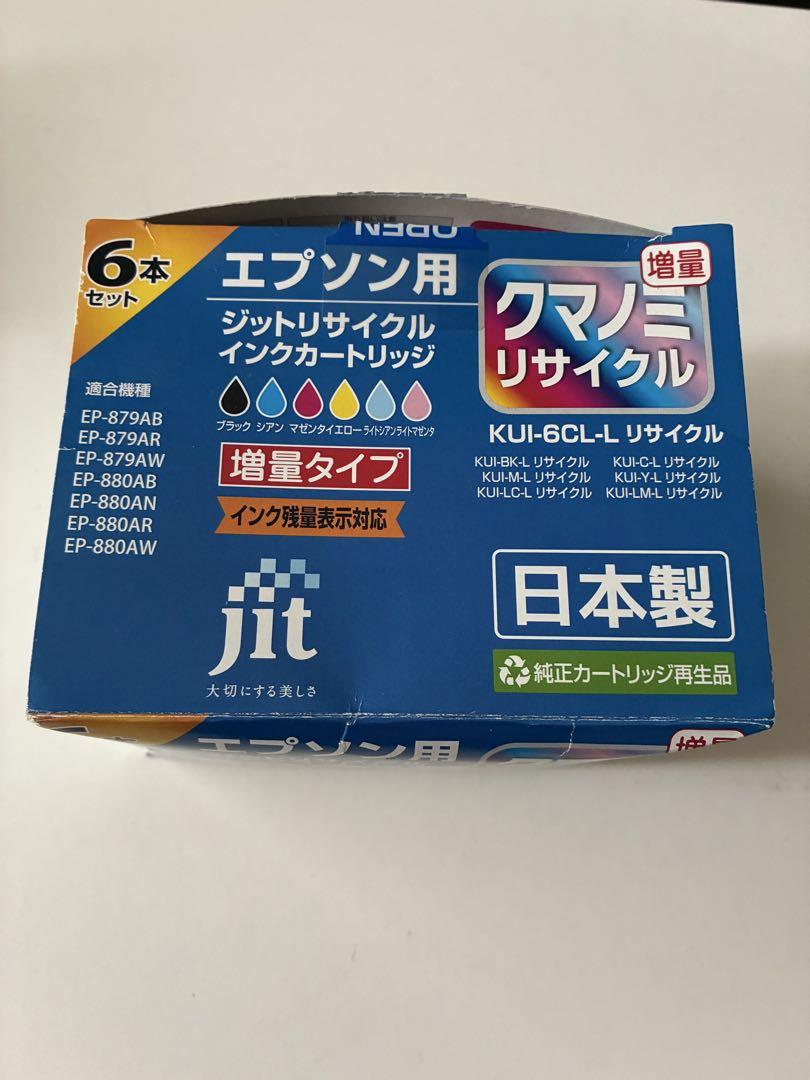 OPEN
6本
セット
エプソン用
ジットリサイクル
インクカートリッジ
ブラック シアン マゼンタ イエロー ライトシアン ライトマゼンタ
増量タイプ
インク残量表示対応
jit
大切にする美しさ
適合機種
EP-879AB
EP-879AR
EP-879AW
EP-880AB
EP-880AN
EP-880AR
EP-880AW
増量
クマノミ
リサイクル
KUI-6CL-L リサイクル
KUI-BK-L リサイクル KUI-C-L リサイクル
KUI-M-L リサイクル KUI-Y-L リサイクル
KUI-LC-L リサイクル KUI-LM-L リサイクル
日本製
純正カートリッジ再生品
エプソン用
クマノミ
増量